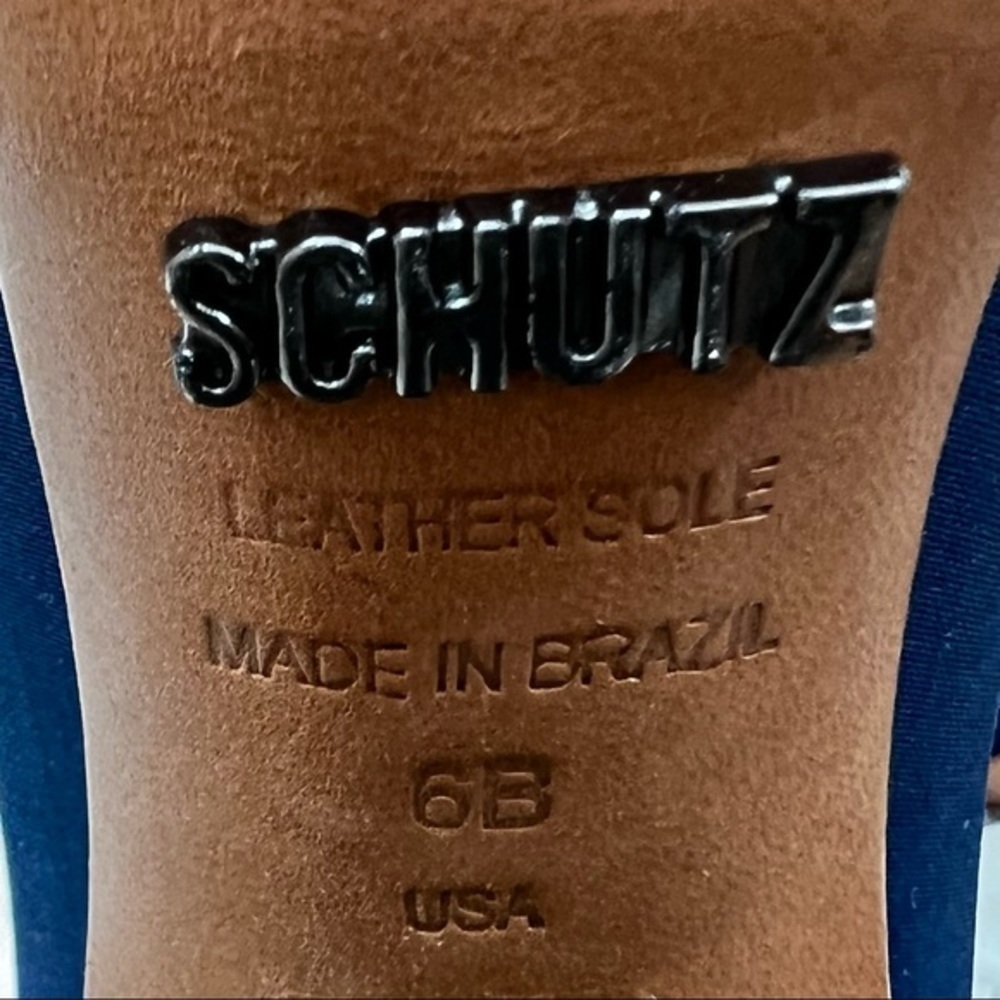 SCHUTZ
LEATHER SOLE
MADE IN BRAZIL
6B
USA